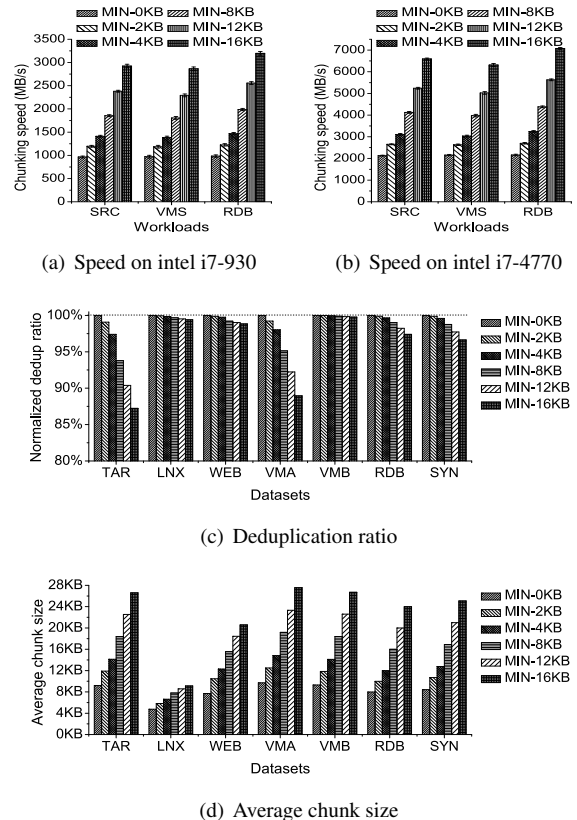 MIN-0KB MIN-8KB
MIN-2KB MIN-12KB
MIN-4KB MIN-16KB
3500
3000
2500
2000
1500
1000
500
0
Chunking speed (MB/s)
SRC VMS RDB
Workloads
(a) Speed on intel i7-930
MIN-0KB MIN-8KB
MIN-2KB MIN-12KB
MIN-4KB MIN-16KB
7000
6000
5000
4000
3000
2000
1000
0
Chunking speed (MB/s)
SRC VMS RDB
Workloads
(b) Speed on intel i7-4770
100%
95%
90%
85%
80%
Normalized dedup ratio
TAR LNX WEB VMA VMB RDB SYN
Datasets
MIN-0KB
MIN-2KB
MIN-4KB
MIN-8KB
MIN-12KB
MIN-16KB
(c) Deduplication ratio
28KB
24KB
20KB
16KB
12KB
8KB
4KB
0KB
Average chunk size
TAR LNX WEB VMA VMB RDB SYN
Datasets
MIN-0KB
MIN-2KB
MIN-4KB
MIN-8KB
MIN-12KB
MIN-16KB
(d) Average chunk size